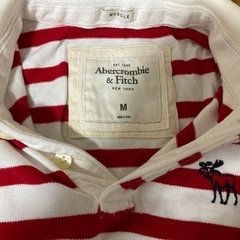 MUSCLE
EST. 1892
Abercrombie
& Fitch
NEW YORK
M